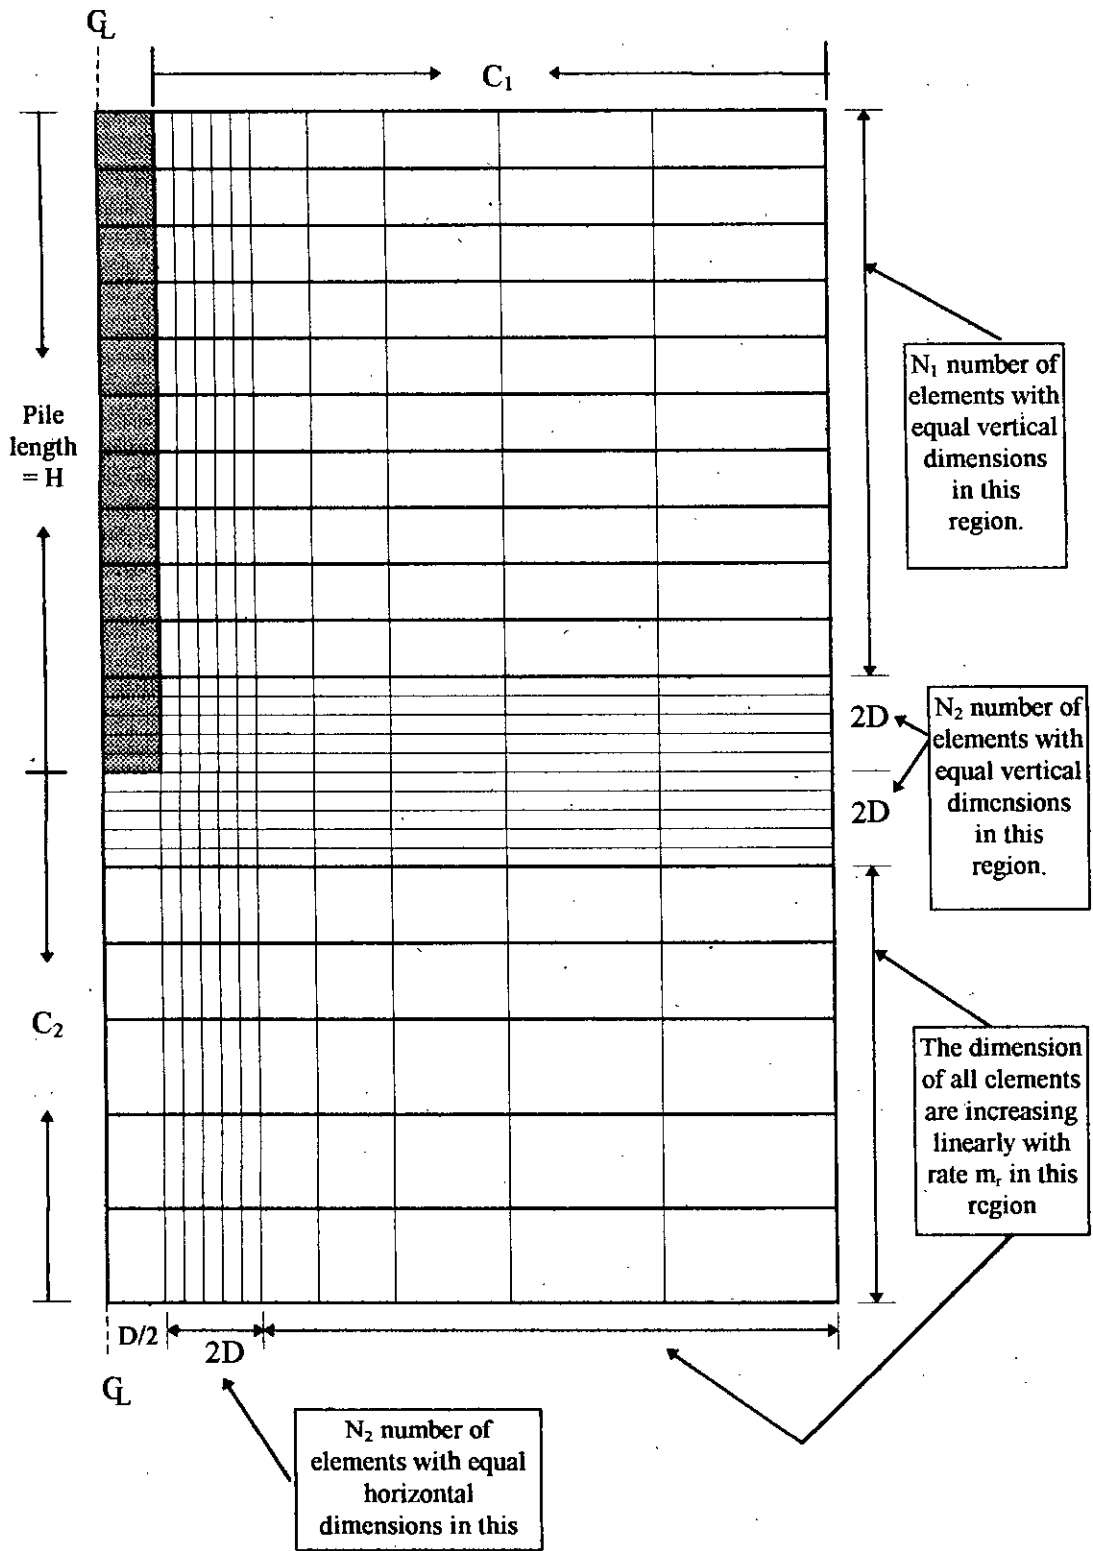 CL
C₁
N₁ number of
elements with
equal vertical
dimensions
in this
region.
Pile
length
= H
2D
2D
N₂ number of
elements with
equal vertical
dimensions
in this
region.
C₂
The dimension
of all elements
are increasing
linearly with
rate mᵣ in this
region
D/2
2D
CL
N₂ number of
elements with equal
horizontal
dimensions in this